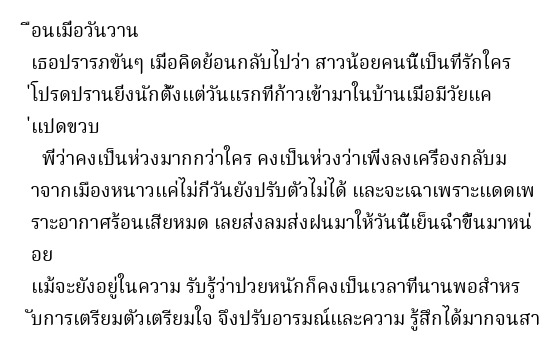 ือนเมื่อวันวาน
เธอปรารภขันๆ เมื่อคิดย้อนกลับไปว่า สาวน้อยคนนี้เป็นที่รักใคร
่โปรดปรานยิ่งนักตั้งแต่วันแรกที่ก้าวเข้ามาในบ้านเมื่อมีวัยแค
่แปดขวบ
พี่ว่าคงเป็นห่วงมากกว่าใคร คงเป็นห่วงว่าเพิ่งลงเครื่องกลับม
าจากเมืองหนาวแค่ไม่กี่วันยังปรับตัวไม่ได้ และจะเฉาเพราะแดดเพ
ราะอากาศร้อนเสียหมด เลยส่งลมส่งฝนมาให้วันนี้เย็นฉ่ำขึ้นมาหน่
อย
แม้จะยังอยู่ในความ รับรู้ว่าป่วยหนักก็คงเป็นเวลาที่นานพอสำหร
ับการเตรียมตัวเตรียมใจ จึงปรับอารมณ์และความ รู้สึกได้มากจนสา